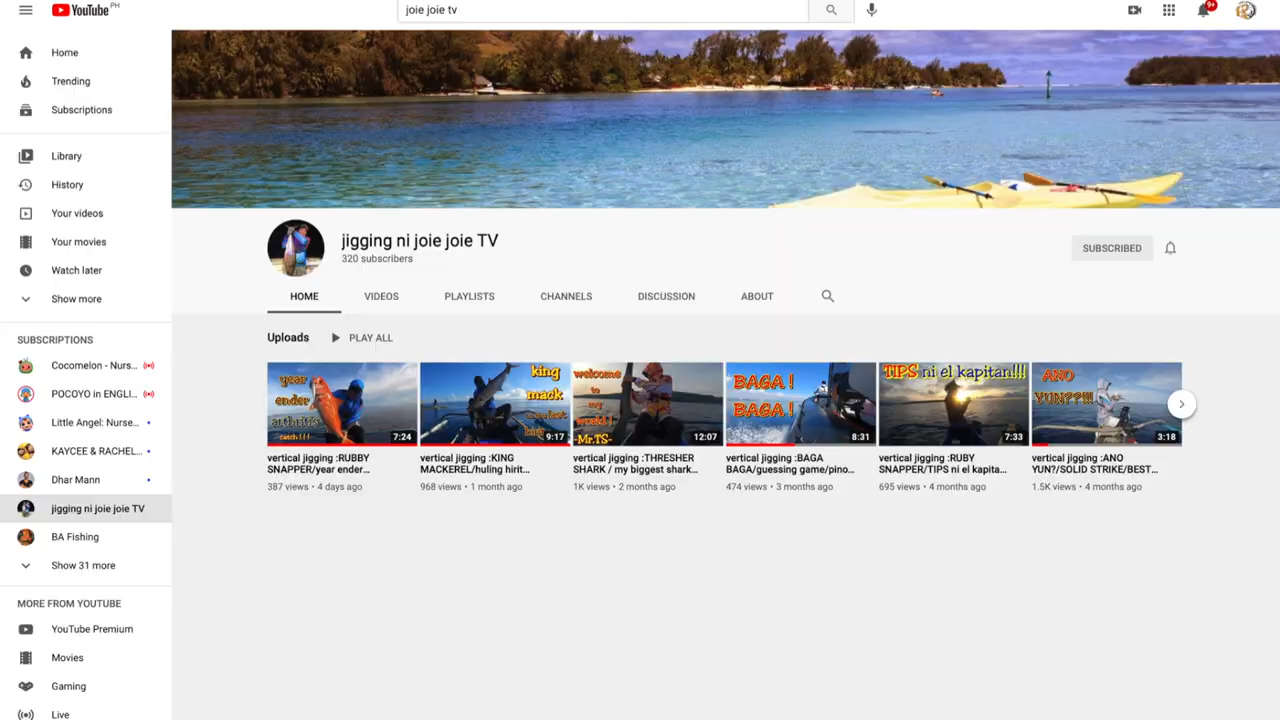 YouTube PH
joie joie tv
9+
Home
Trending
Subscriptions
Library
History
Your videos
Your movies
Watch later
Show more
SUBSCRIPTIONS
Cocomelon - Nurs...
POCOYO in ENGLI...
Little Angel: Nurse...
KAYCEE & RACHEL...
Dhar Mann
jigging ni joie joie TV
BA Fishing
Show 31 more
MORE FROM YOUTUBE
YouTube Premium
Movies
Gaming
Live
jigging ni joie joie TV
320 subscribers
SUBSCRIBED
HOME VIDEOS PLAYLISTS CHANNELS DISCUSSION ABOUT
Uploads PLAY ALL
year
ender
arthritis
catch!!!
7:24
vertical jigging :RUBBY
SNAPPER/year ender...
387 views • 4 days ago
king
mack
9:17
vertical jigging :KING
MACKEREL/huling hirit...
968 views • 1 month ago
welcome
to
my
world!
-Mr.TS-
12:07
vertical jigging :THRESHER
SHARK / my biggest shark...
1K views • 2 months ago
BAGA!
BAGA!
8:31
vertical jigging :BAGA
BAGA/guessing game/pino...
474 views • 3 months ago
TIPS ni el kapitan!!!
7:33
vertical jigging :RUBY
SNAPPER/TIPS ni el kapita...
695 views • 4 months ago
ANO
YUN??!!!
3:18
vertical jigging :ANO
YUN?/SOLID STRIKE/BEST...
1.5K views • 4 months ago